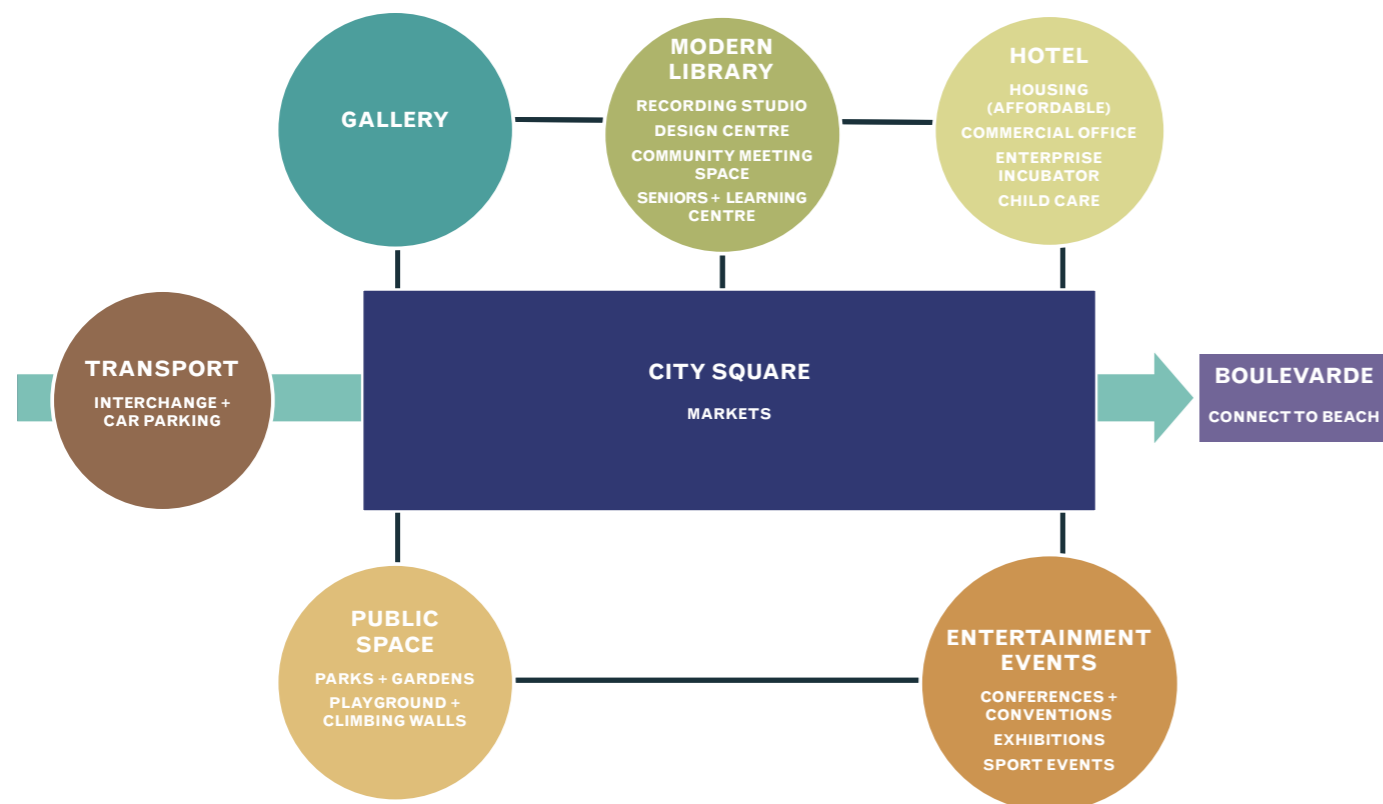 GALLERY
MODERN
LIBRARY
RECORDING STUDIO
DESIGN CENTRE
COMMUNITY MEETING
SPACE
SENIORS + LEARNING
CENTRE
HOTEL
HOUSING
(AFFORDABLE)
COMMERCIAL OFFICE
ENTERPRISE
INCUBATOR
CHILD CARE
TRANSPORT
INTERCHANGE +
CAR PARKING
CITY SQUARE
MARKETS
BOULEVARDE
CONNECT TO BEACH
PUBLIC
SPACE
PARKS + GARDENS
PLAYGROUND +
CLIMBING WALLS
ENTERTAINMENT
EVENTS
CONFERENCES +
CONVENTIONS
EXHIBITIONS
SPORT EVENTS